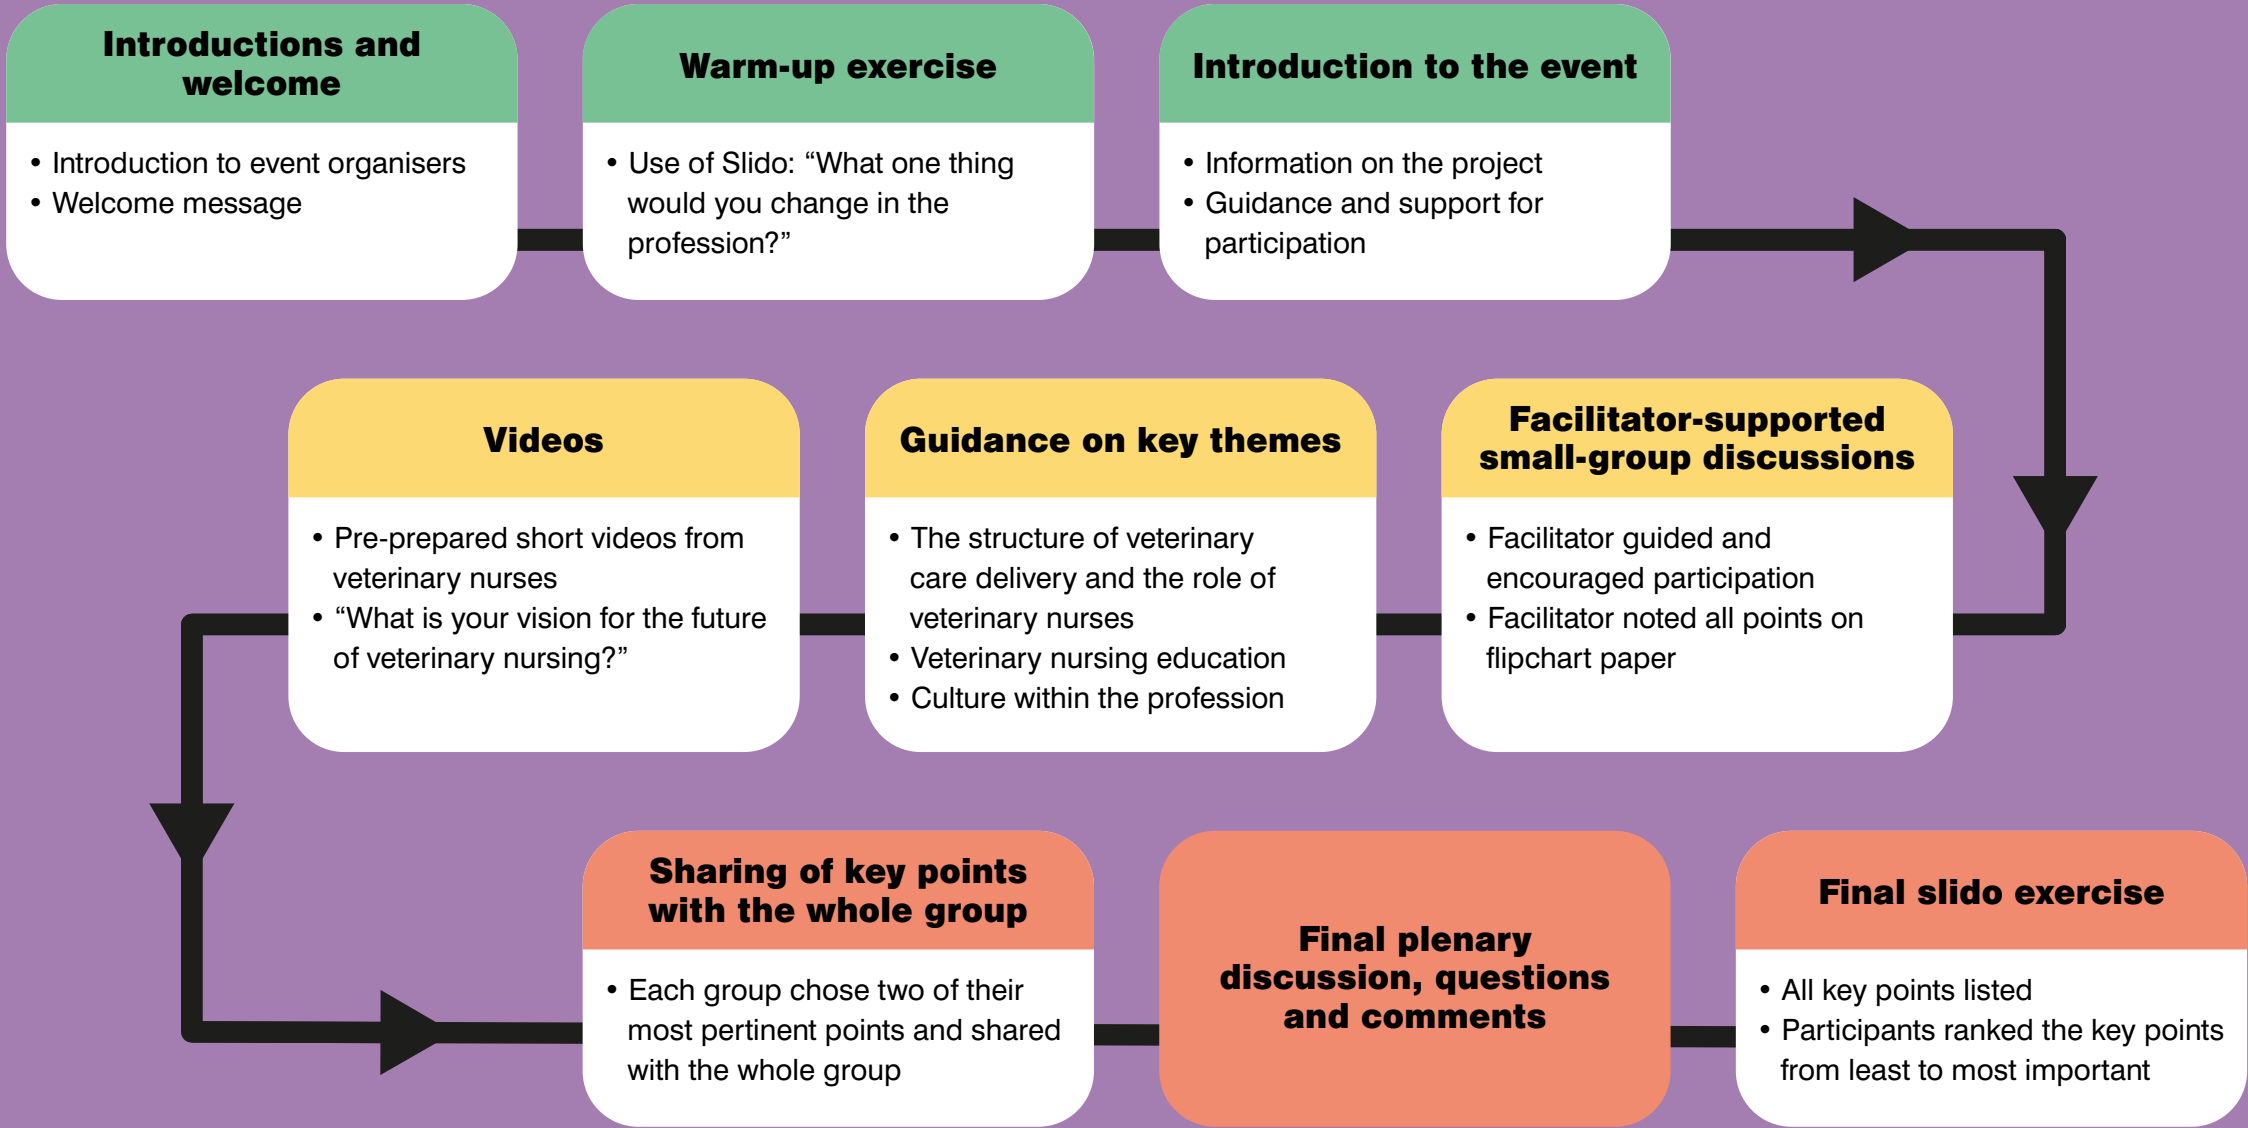 Introductions and
welcome
• Introduction to event organisers
• Welcome message
Warm-up exercise
• Use of Slido: “What one thing
would you change in the
profession?”
Introduction to the event
• Information on the project
• Guidance and support for
participation
Videos
• Pre-prepared short videos from
veterinary nurses
• “What is your vision for the future
of veterinary nursing?”
Guidance on key themes
• The structure of veterinary
care delivery and the role of
veterinary nurses
• Veterinary nursing education
• Culture within the profession
Facilitator-supported
small-group discussions
• Facilitator guided and
encouraged participation
• Facilitator noted all points on
flipchart paper
Sharing of key points
with the whole group
• Each group chose two of their
most pertinent points and shared
with the whole group
Final plenary
discussion, questions
and comments
Final slido exercise
• All key points listed
• Participants ranked the key points
from least to most important